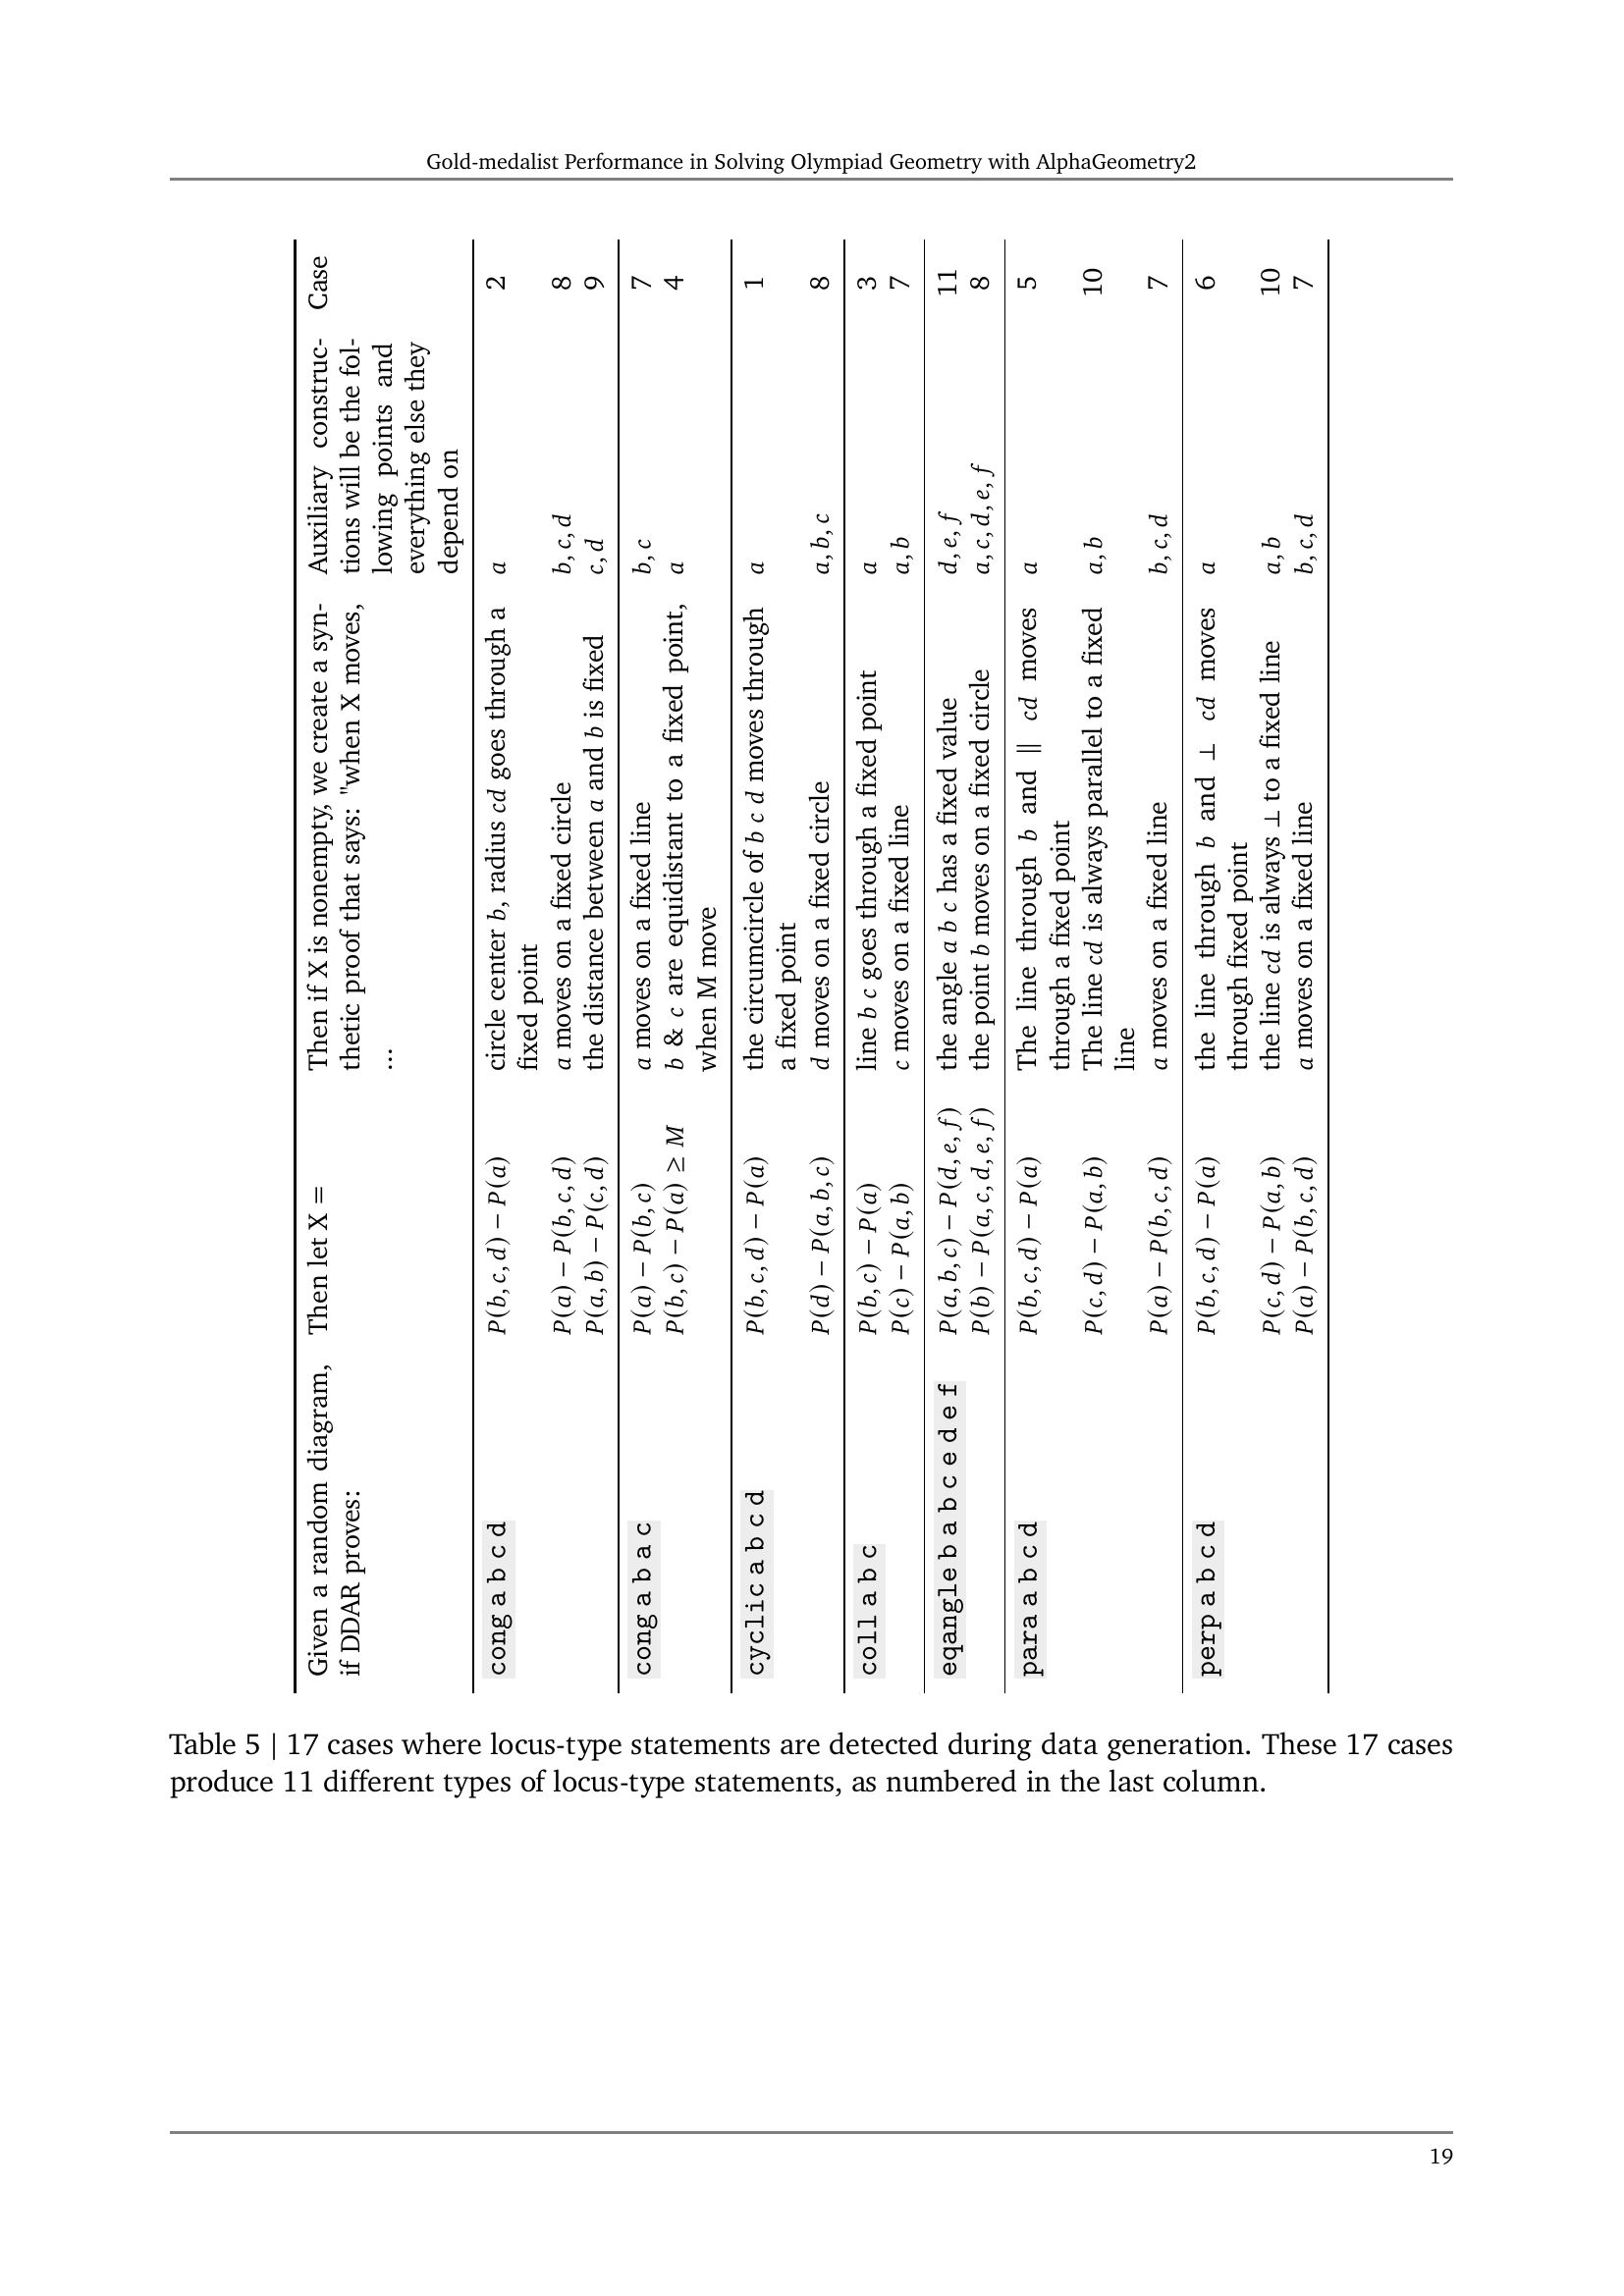 Gold-medalist Performance in Solving Olympiad Geometry with AlphaGeometry2
Given a random diagram, Then let X = Then if X is nonempty, we create a syn- Auxiliary construc- Case
if DDAR proves: thetic proof that says: "when X moves, tions will be the fol-
... lowing points and
everything else they
depend on
cong a b c d P(b, c, d) − P(a) circle center b, radius cd goes through a a 2
fixed point
P(a) − P(b, c, d) a moves on a fixed circle b, c, d 8
P(a, b) − P(c, d) the distance between a and b is fixed c, d 9
cong a b a c P(a) − P(b, c) a moves on a fixed line b, c 7
P(b, c) − P(a) ≥ M b & c are equidistant to a fixed point, a 4
when M move
cyclic a b c d P(b, c, d) − P(a) the circumcircle of b c d moves through a 1
a fixed point
P(d) − P(a, b, c) d moves on a fixed circle a, b, c 8
coll a b c P(b, c) − P(a) line b c goes through a fixed point a 3
P(c) − P(a, b) c moves on a fixed line a, b 7
eqangle b a b c e d e f P(a, b, c) − P(d, e, f) the angle a b c has a fixed value d, e, f 11
P(b) − P(a, c, d, e, f) the point b moves on a fixed circle a, c, d, e, f 8
para a b c d P(b, c, d) − P(a) The line through b and ∥ cd moves a 5
through a fixed point
P(c, d) − P(a, b) The line cd is always parallel to a fixed a, b 10
line
P(a) − P(b, c, d) a moves on a fixed line b, c, d 7
perp a b c d P(b, c, d) − P(a) the line through b and ⊥ cd moves a 6
through fixed point
P(c, d) − P(a, b) the line cd is always ⊥ to a fixed line a, b 10
P(a) − P(b, c, d) a moves on a fixed line b, c, d 7
Table 5 | 17 cases where locus-type statements are detected during data generation. These 17 cases
produce 11 different types of locus-type statements, as numbered in the last column.
19